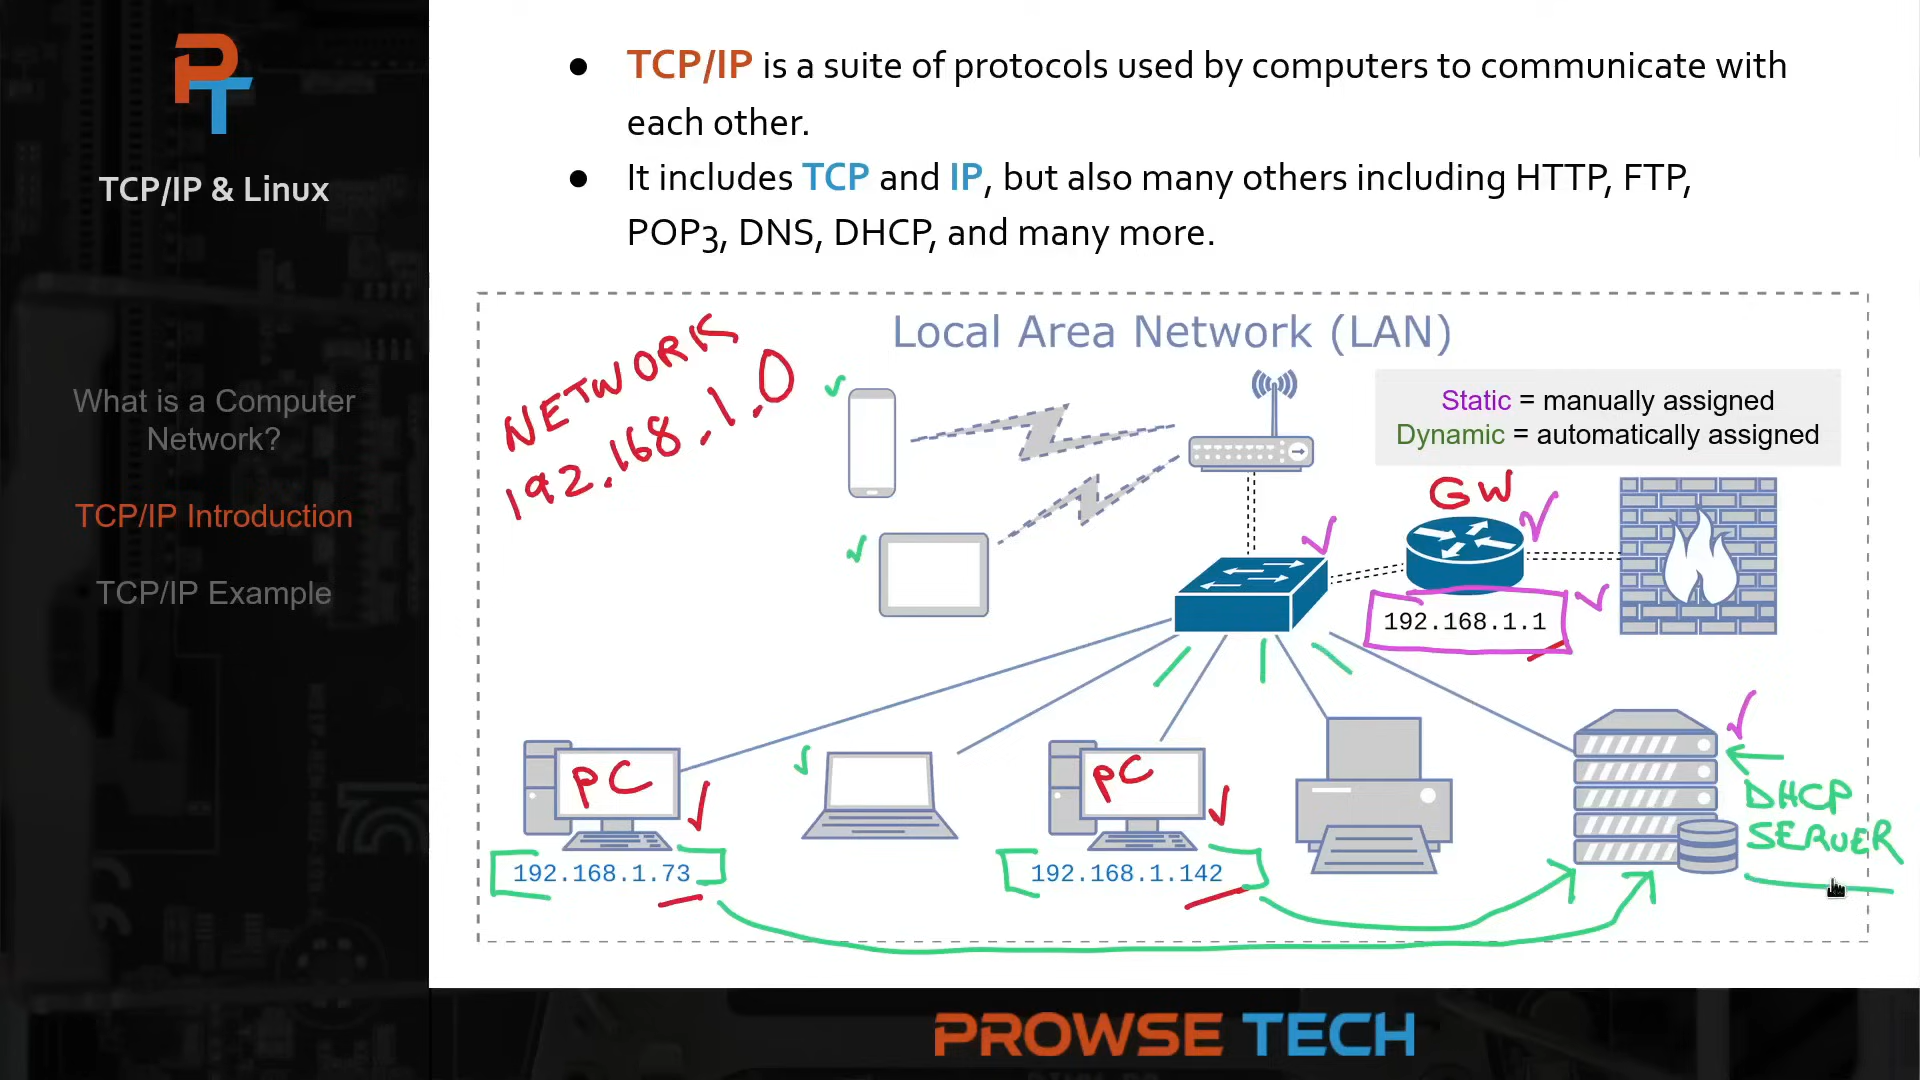 PT
TCP/IP & Linux
What is a Computer
Network?
TCP/IP Introduction
TCP/IP Example
● TCP/IP is a suite of protocols used by computers to communicate with
each other.
● It includes TCP and IP, but also many others including HTTP, FTP,
POP3, DNS, DHCP, and many more.
Local Area Network (LAN)
NETWORK
192.168.1.0
Static = manually assigned
Dynamic = automatically assigned
GW
192.168.1.1
PC
192.168.1.73
PC
192.168.1.142
DHCP
SERVER
PROWSE TECH